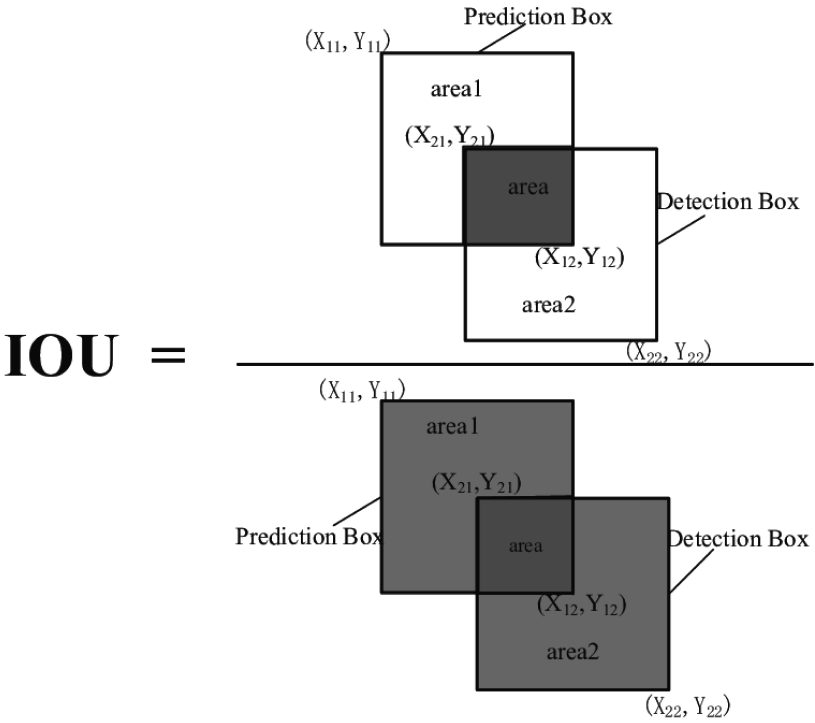 Prediction Box
(X11, Y11)
area1
(X21,Y21)
area
Detection Box
(X12,Y12)
area2
(X22, Y22)
IOU =
(X11, Y11)
area1
(X21,Y21)
Prediction Box
area
Detection Box
(X12,Y12)
area2
(X22, Y22)